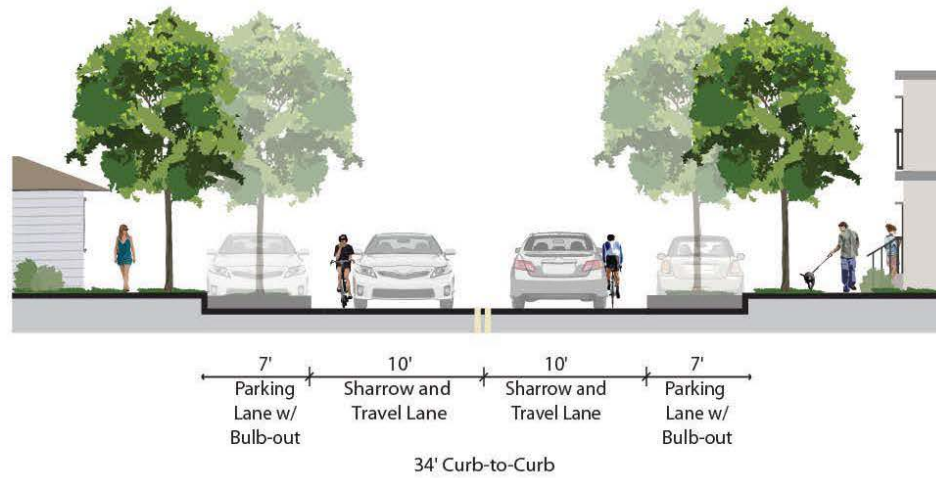 7'
Parking
Lane w/
Bulb-out
10'
Sharrow and
Travel Lane
10'
Sharrow and
Travel Lane
7'
Parking
Lane w/
Bulb-out
34' Curb-to-Curb